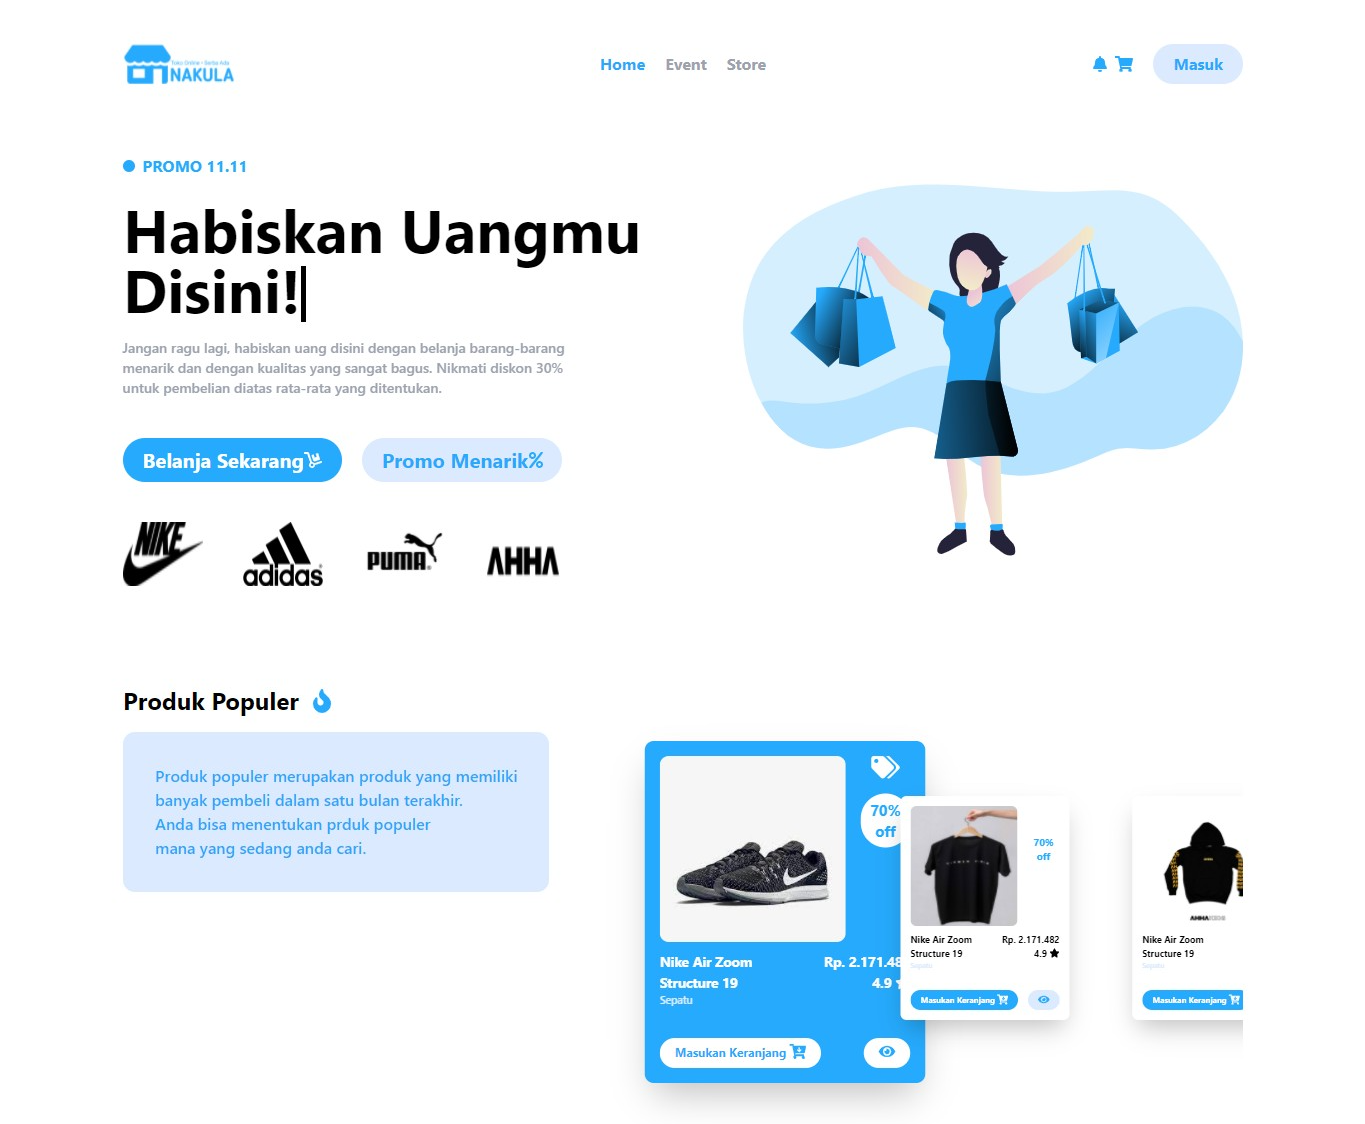 Toko Online • Serba Ada
NAKULA
Home
Event
Store
Masuk
PROMO 11.11
Habiskan Uangmu
Disini!
Jangan ragu lagi, habiskan uang disini dengan belanja barang-barang
menarik dan dengan kualitas yang sangat bagus. Nikmati diskon 30%
untuk pembelian diatas rata-rata yang ditentukan.
Belanja Sekarang
Promo Menarik%
NIKE
adidas
PUMA
AHHA
Produk Populer
Produk populer merupakan produk yang memiliki
banyak pembeli dalam satu bulan terakhir.
Anda bisa menentukan prduk populer
mana yang sedang anda cari.
70%
off
Nike Air Zoom
Structure 19
Sepatu
Rp. 2.171.48
4.9
Masukan Keranjang
70%
off
Nike Air Zoom
Structure 19
Sepatu
Rp. 2.171.482
4.9
Masukan Keranjang
AHHA
Nike Air Zoom
Structure 19
Sepatu
Masukan Keranjang